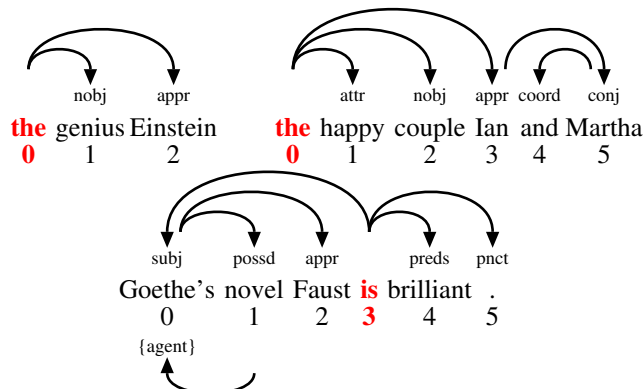 nobj appr
the genius Einstein
0 1 2
attr nobj appr coord conj
the happy couple Ian and Martha
0 1 2 3 4 5
subj possd appr preds pnct
Goethe's novel Faust is brilliant .
0 1 2 3 4 5
{agent}